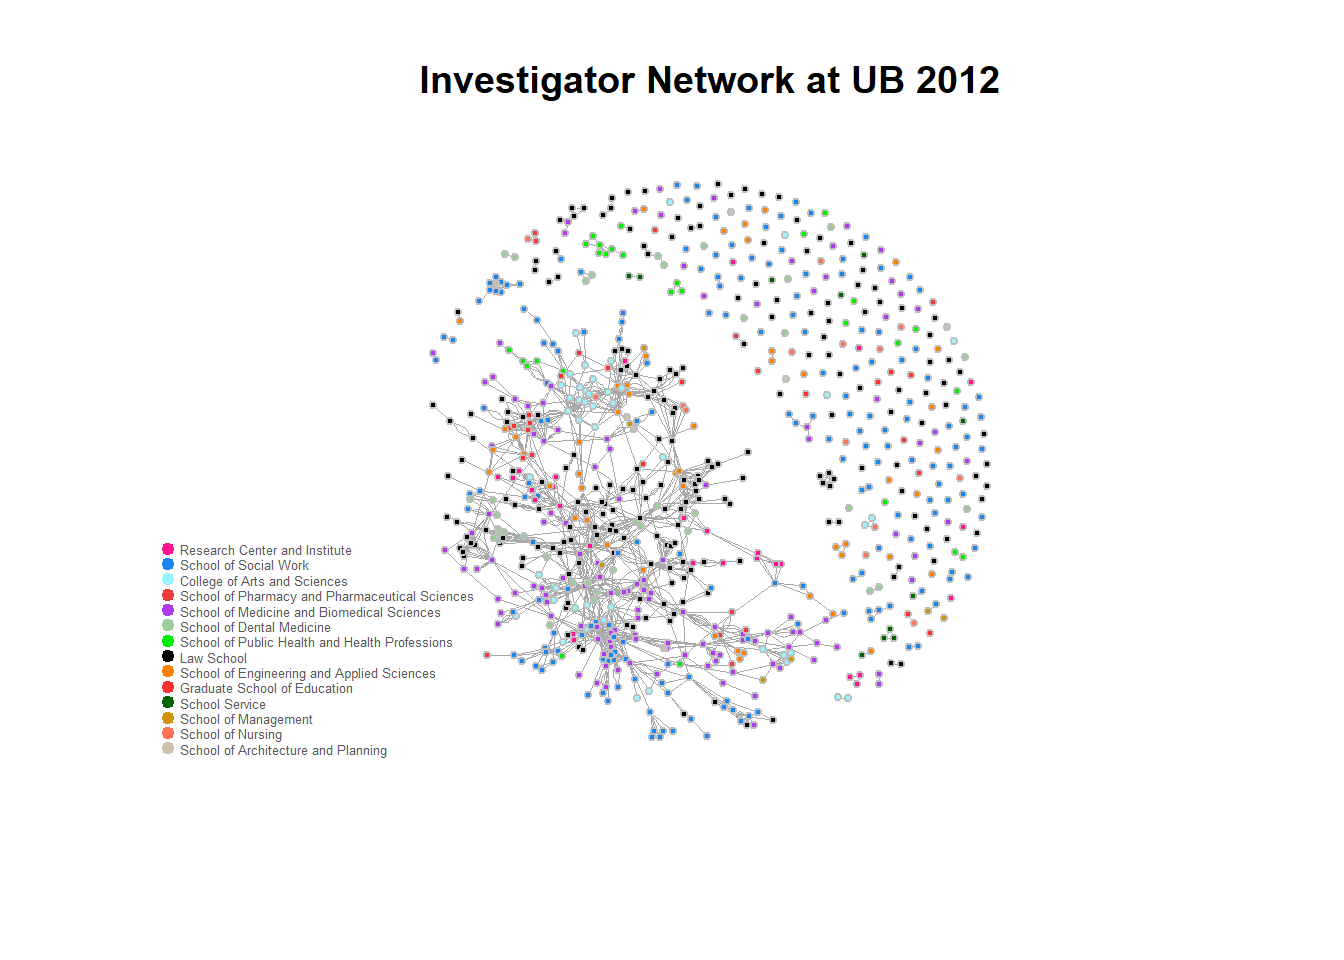 Investigator Network at UB 2012
Research Center and Institute
School of Social Work
College of Arts and Sciences
School of Pharmacy and Pharmaceutical Sciences
School of Medicine and Biomedical Sciences
School of Dental Medicine
School of Public Health and Health Professions
Law School
School of Engineering and Applied Sciences
Graduate School of Education
School Service
School of Management
School of Nursing
School of Architecture and Planning